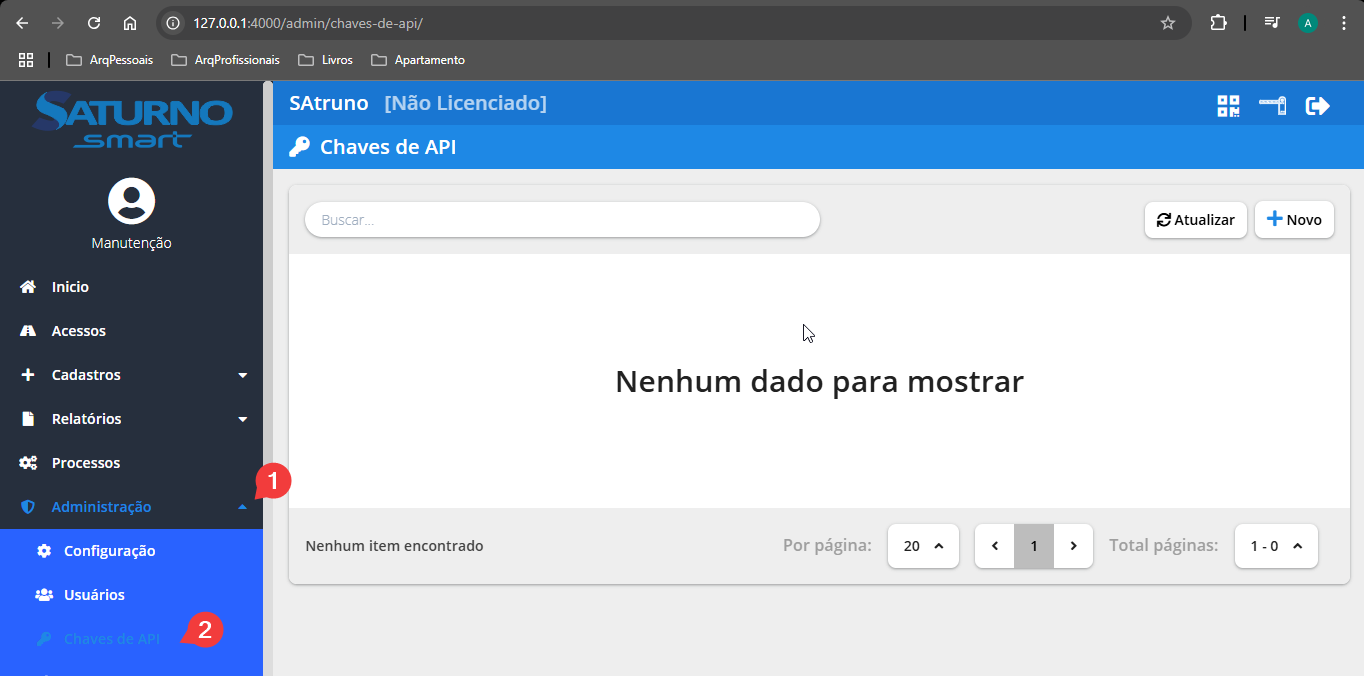 127.0.0.1:4000/admin/chaves-de-api/
A
ArqPessoais
ArqProfissionais
Livros
Apartamento
SATURNO
smart
SAtruno [Não Licenciado]
Chaves de API
Manutenção
Buscar...
Atualizar
Novo
Inicio
Acessos
Cadastros
Relatórios
Processos
Administração
1
Configuração
Usuários
Chaves de API
2
Nenhum dado para mostrar
Nenhum item encontrado
Por página:
20
1
Total páginas:
1 - 0